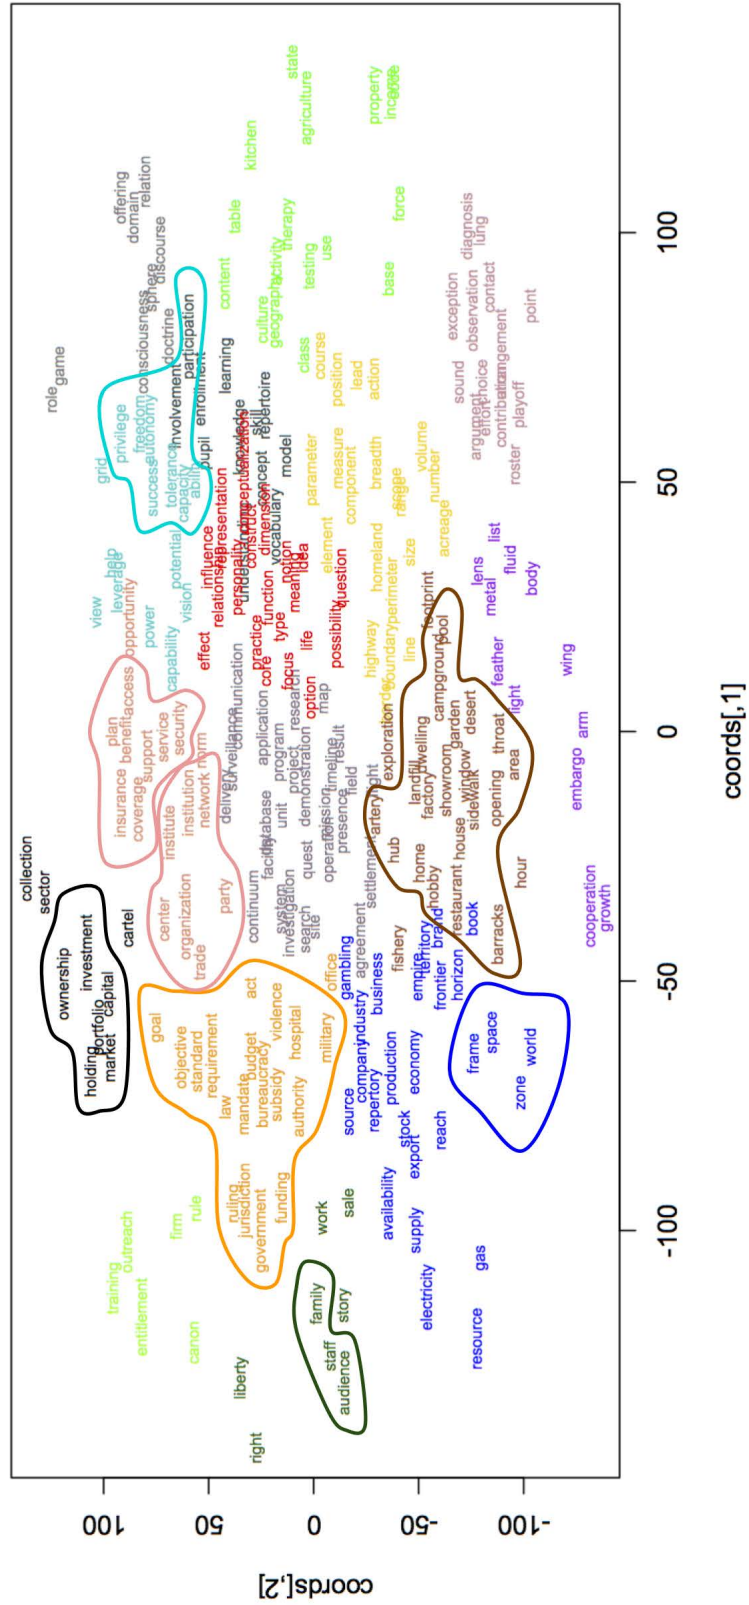 state
agriculture
property
income
kitchen
offering
domain
relation
table
therapy
force
diagnosis
lung
discourse
sphere
content
activity
testing
use
base
exception
observation
contact
point
consciousness
doctrine
participation
culture
geography
class
course
position
lead
action
role
game
involvement
enrollment
learning
repertoire
skill
knowledge
sound
choice
arrangement
argument
effort
contribution
playoff
roster
privilege
freedom
autonomy
grid
success
tolerance
capacity
ability
pupil
concept
model
vocabulary
conceptualization
parameter
measure
component
breadth
range
volume
number
acreage
representation
construct
dimension
understanding
personality
influence
relationship
notion
idea
meaning
question
element
homeland
size
list
lens
fluid
metal
body
help
leverage
view
potential
opportunity
power
vision
capability
effect
practice
core
function
type
focus
life
possibility
option
highway
boundary
perimeter
line
footprint
pool
campground
feather
wing
light
arm
embargo
plan
access
benefit
insurance
coverage
support
service
security
norm
institution
network
institute
communication
surveillance
delivery
application
program
project
research
demonstration
map
result
timeline
field
mission
presence
operation
database
facility
unit
quest
exploration
artery
hub
settlement
landfill
dwelling
factory
showroom
garden
desert
window
sidewalk
throat
area
opening
house
home
hobby
restaurant
hour
barracks
collection
sector
ownership
investment
cartel
portfolio
capital
holding
market
center
organization
party
trade
continuum
system
investigation
search
site
agreement
fishery
brand
book
territory
empire
frontier
horizon
cooperation
growth
goal
act
office
gambling
business
objective
standard
requirement
violence
hospital
military
budget
bureaucracy
subsidy
mandate
law
authority
industry
company
source
repertory
production
economy
stock
export
reach
frame
space
world
zone
training
outreach
entitlement
firm
rule
canon
ruling
jurisdiction
government
funding
work
sale
availability
supply
gas
electricity
resource
family
story
staff
audience
liberty
right
100
50
0
-50
-100
coords[,1]
100
50
0
-50
-100
coords[,2]